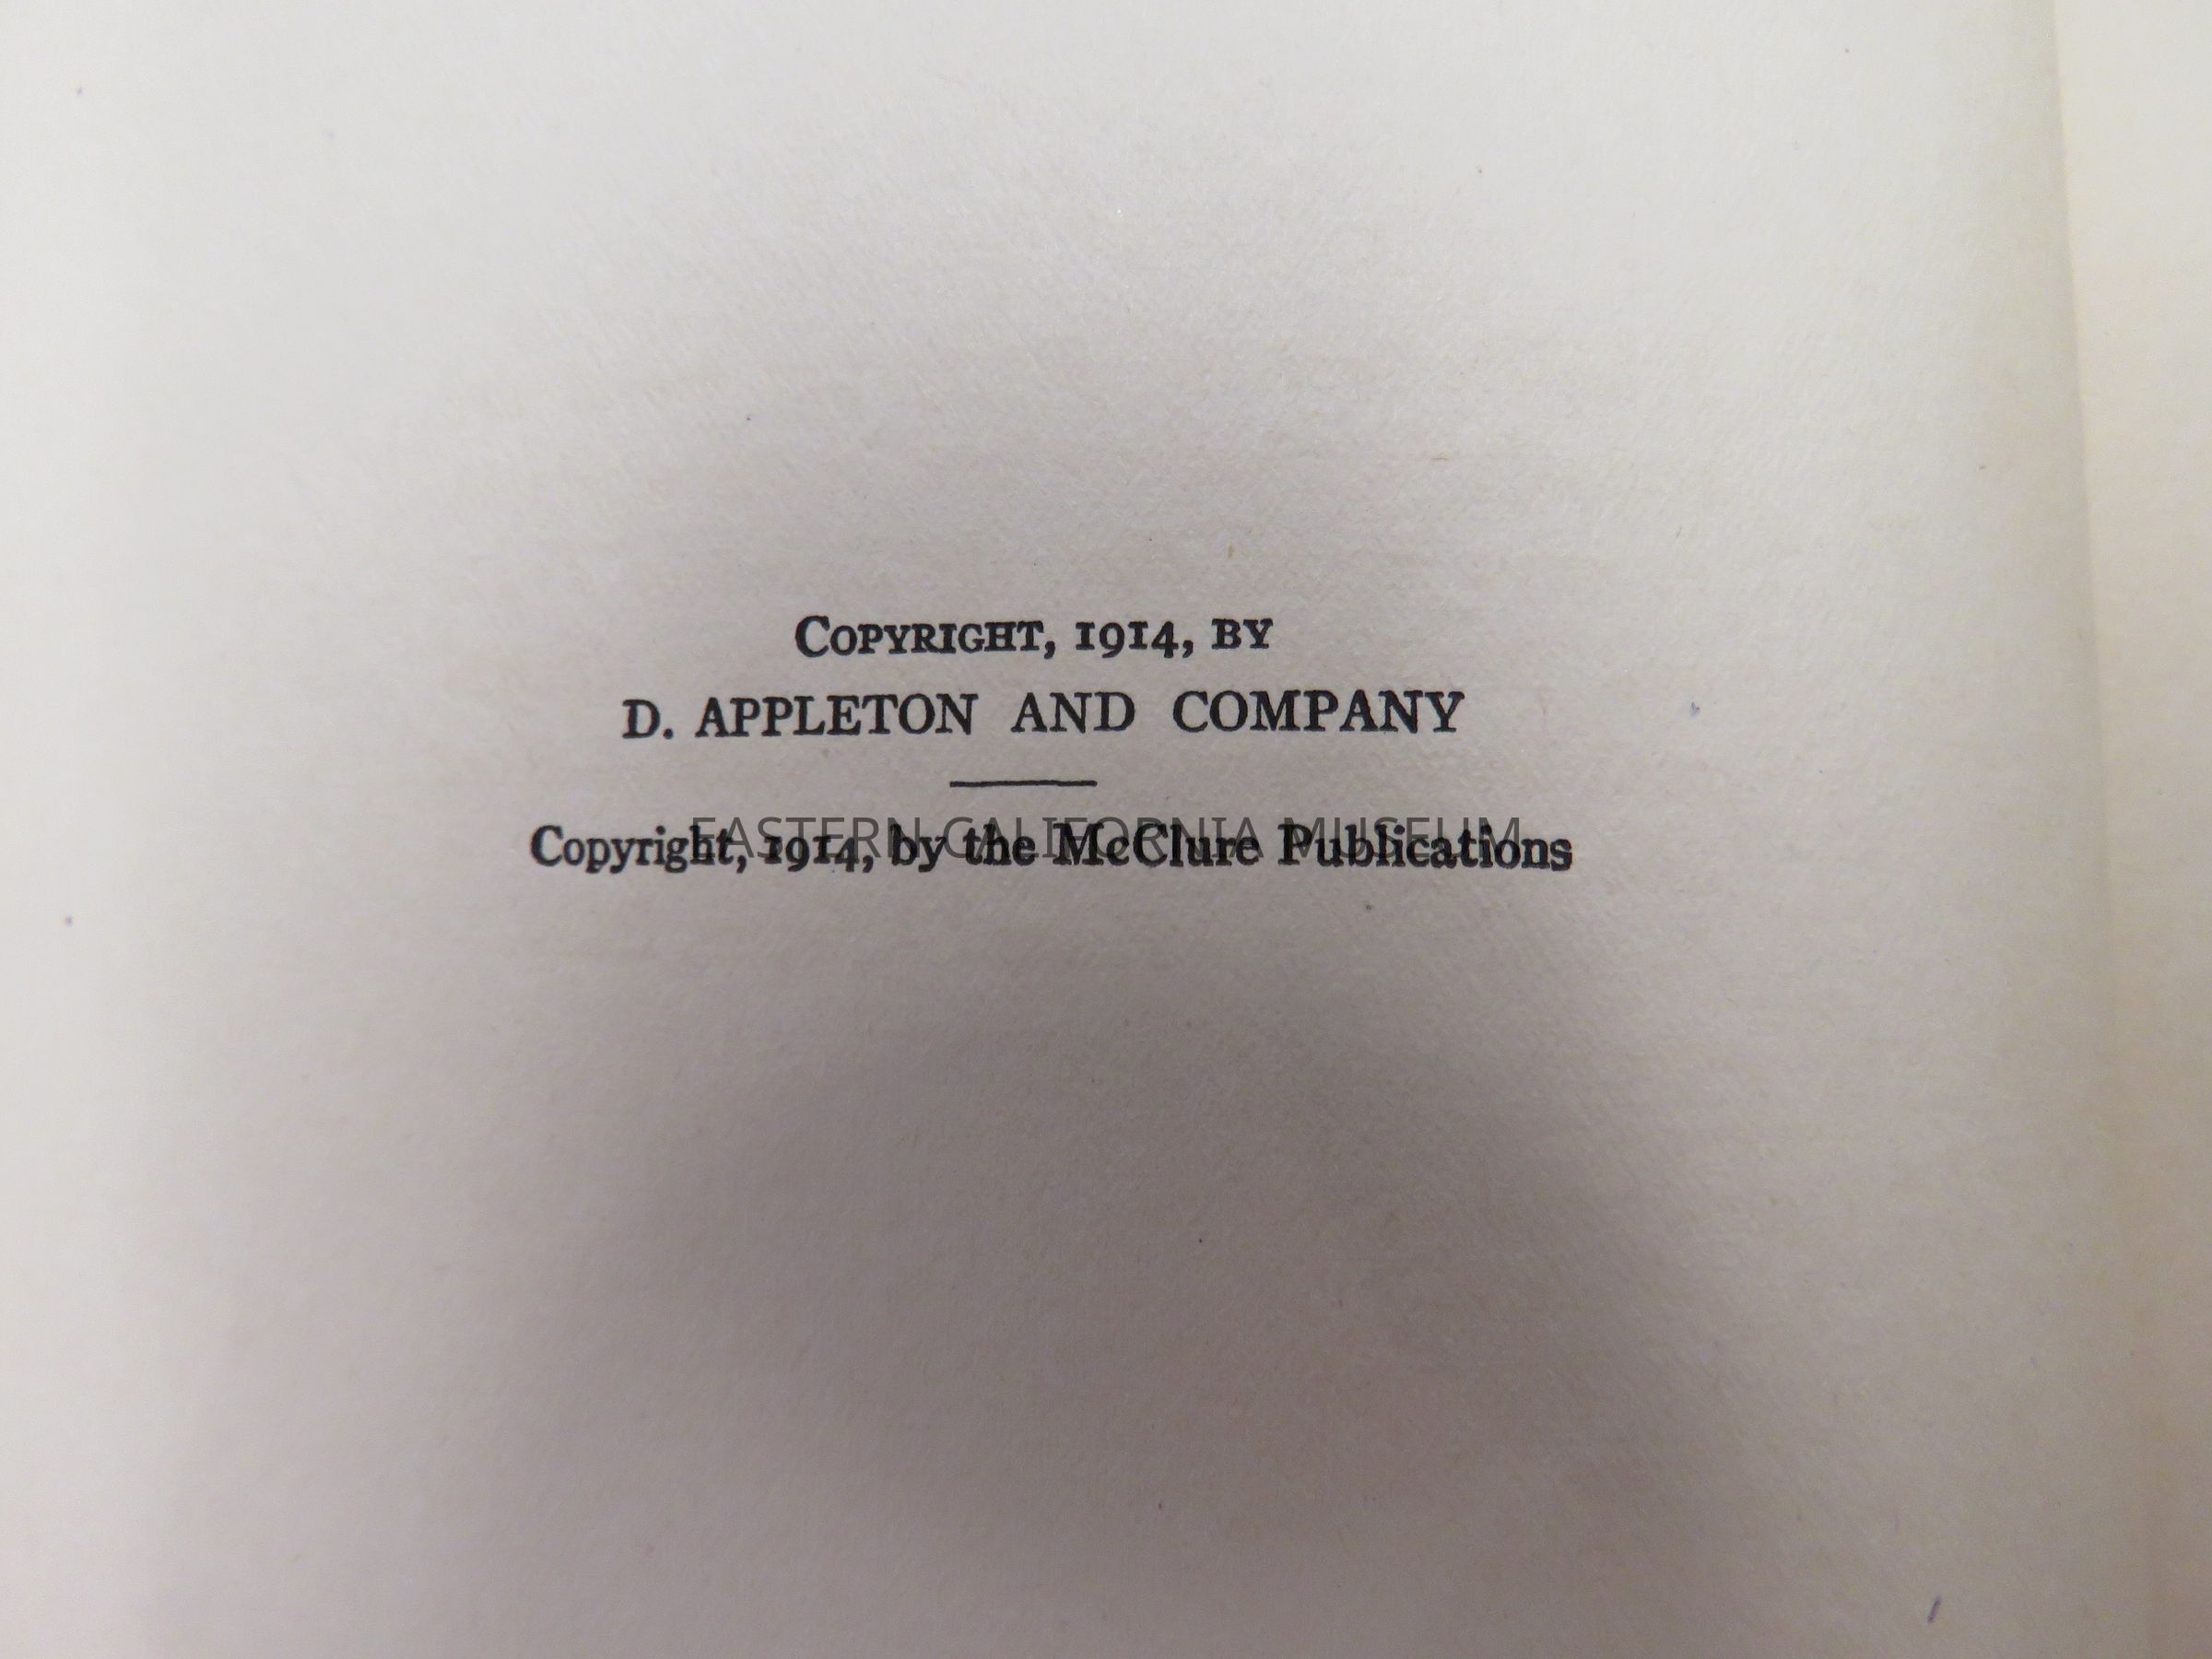 COPYRIGHT, 1914, BY
D. APPLETON AND COMPANY
Copyright, 1914, by the McClure Publications
EASTERN CALIFORNIA MUSEUM